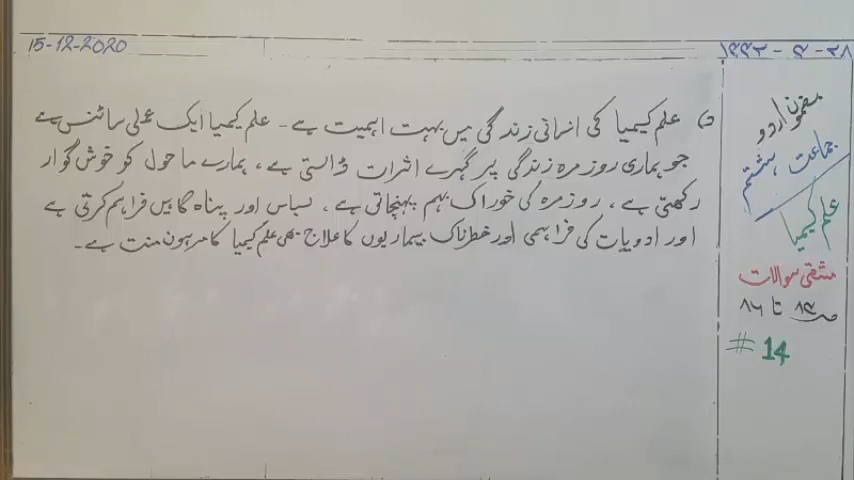 15-12-2020
۲۸ - ۴ - ۱۴۴۲
د) علم کیمیا کی انسانی زندگی میں بہت اہمیت ہے - علم کیمیا ایک عملی سائنس ہے
جو ہماری روز مرہ زندگی پر گہرے اثرات ڈالتی ہے ، ہمارے ماحول کو خوش گوار
رکھتی ہے ، روزمرہ کی خوراک بہم پہنچاتی ہے ، لباس اور پناہ گاہیں فراہم کرتی ہے
اور ادویات کی فراہمی اور خطرناک بیماریوں کا علاج بھی علم کیمیا کا مرہون منت ہے -
مضمون اردو
جماعت ہشتم
علم کیمیا
مشقی سوالات
ص ۸۴ تا ۸۶
# 14